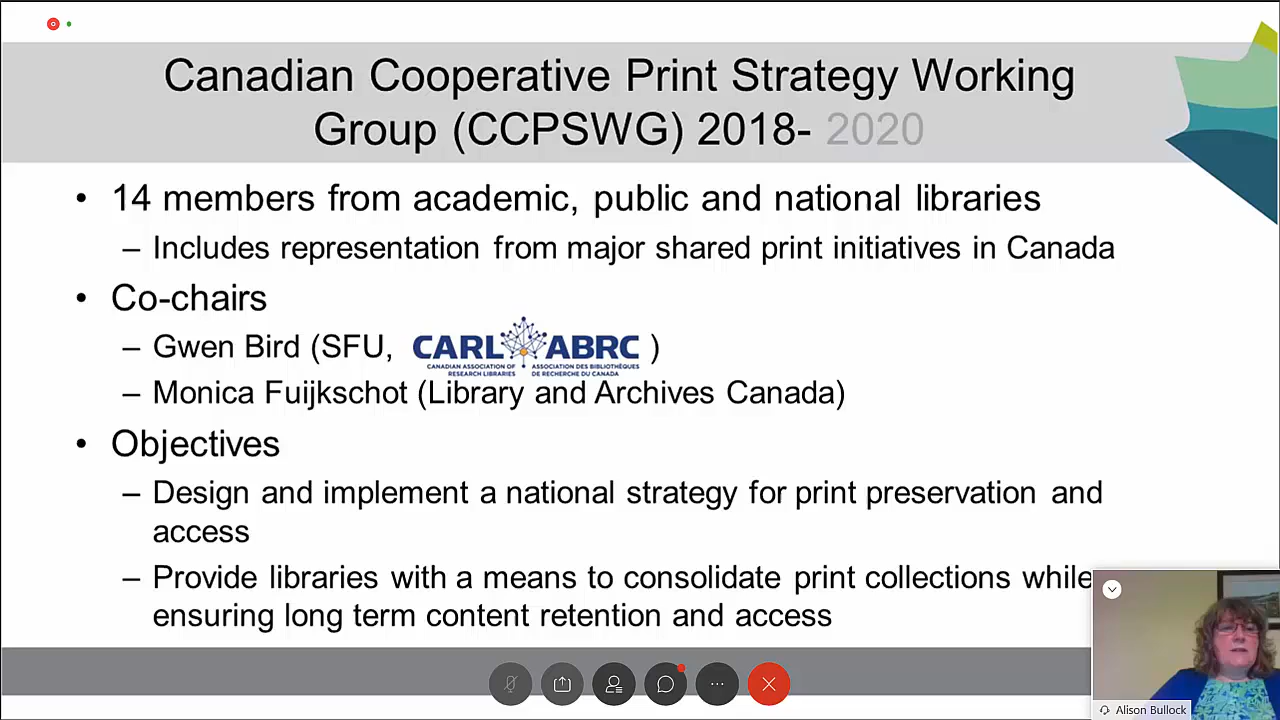 Canadian Cooperative Print Strategy Working
Group (CCPSWG) 2018- 2020
• 14 members from academic, public and national libraries
– Includes representation from major shared print initiatives in Canada
• Co-chairs
– Gwen Bird (SFU, CARL ABRC )
CANADIAN ASSOCIATION OF RESEARCH LIBRARIES
ASSOCIATION DES BIBLIOTHÈQUES DE RECHERCHE DU CANADA
– Monica Fuijkschot (Library and Archives Canada)
• Objectives
– Design and implement a national strategy for print preservation and
access
– Provide libraries with a means to consolidate print collections while
ensuring long term content retention and access
Alison Bullock